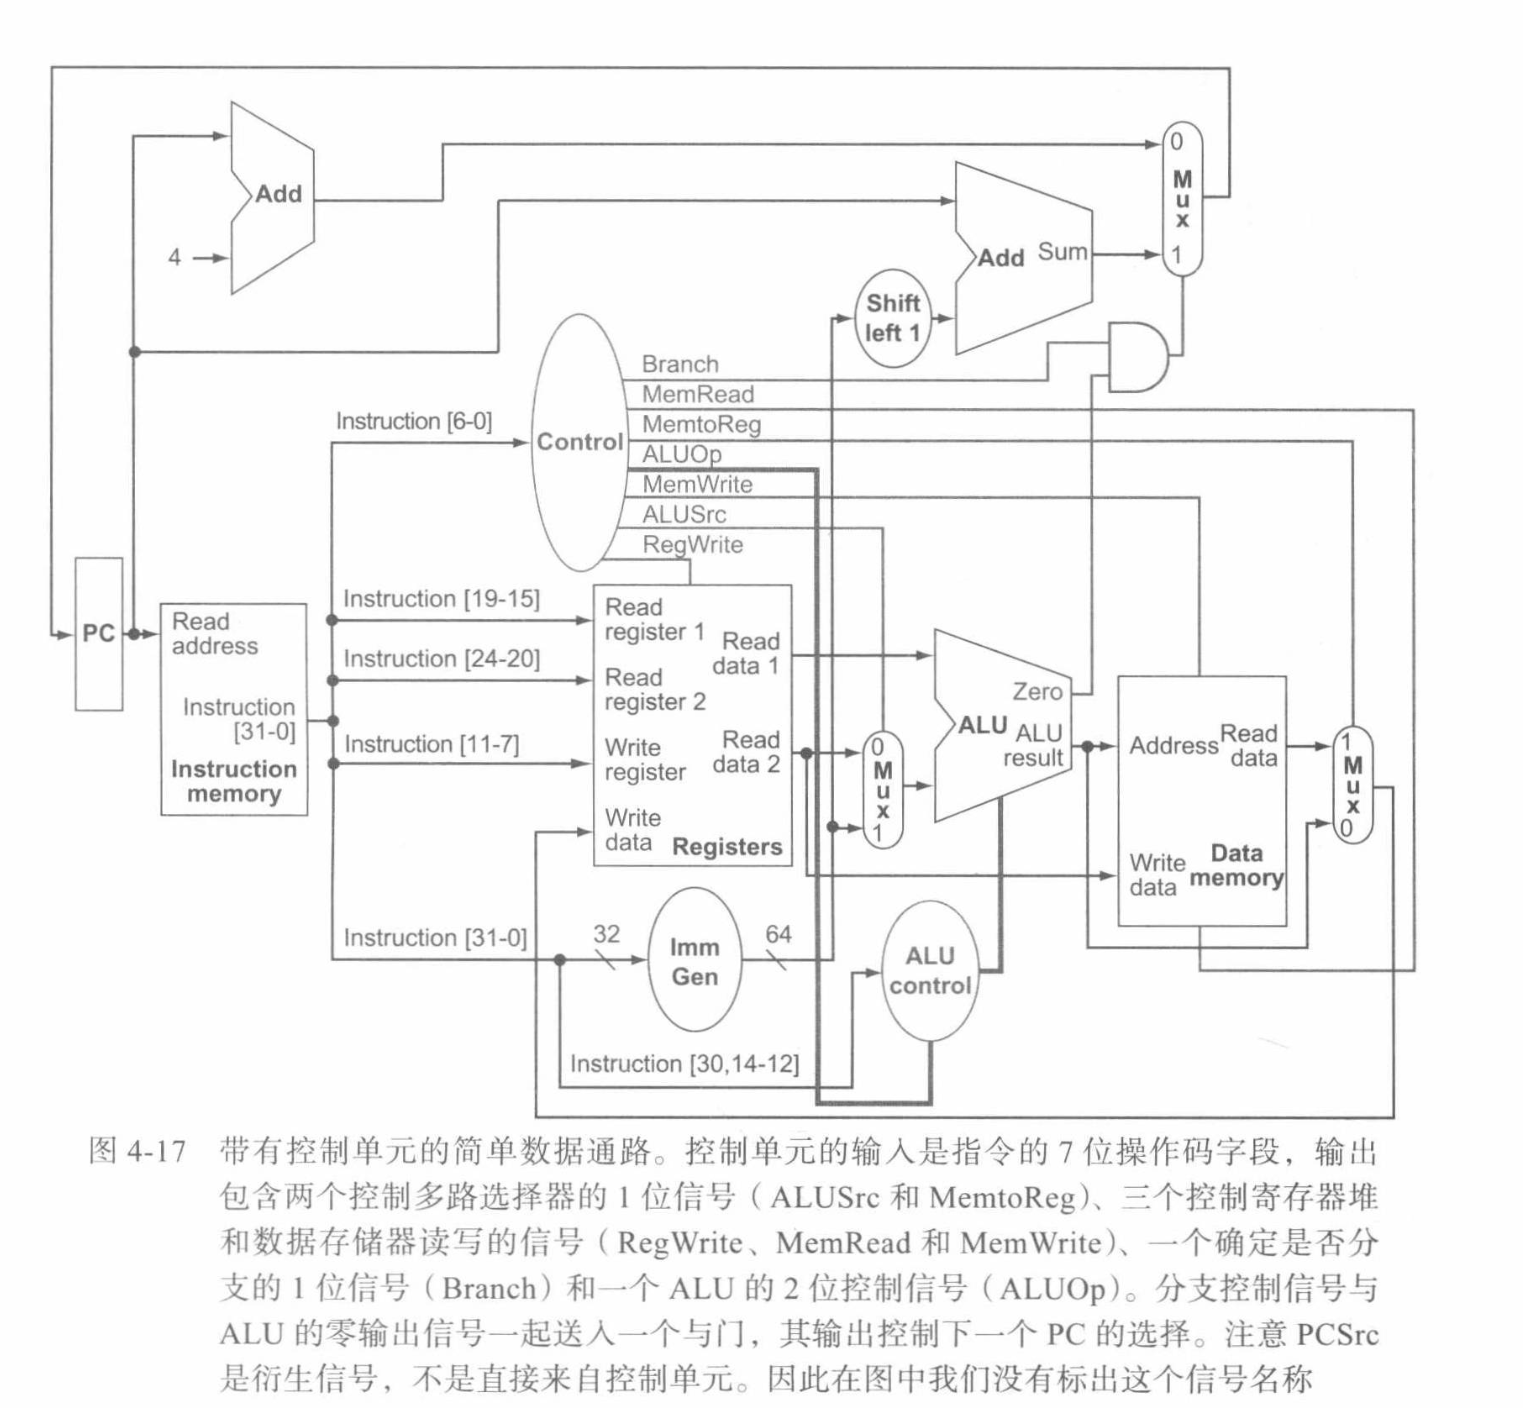 0
Mux
1
Add
4
Add Sum
Shift
left 1
Branch
MemRead
MemtoReg
ALUOp
MemWrite
ALUSrc
RegWrite
Control
Instruction [6-0]
PC
Read
address
Instruction
[31-0]
Instruction
memory
Instruction [19-15]
Instruction [24-20]
Instruction [11-7]
Instruction [31-0]
Read
register 1
Read
register 2
Write
register
Write
data
Read
data 1
Read
data 2
Registers
0
Mux
1
Zero
ALU
ALU
result
Address
Read
data
Write
data
Data
memory
1
Mux
0
32
Imm
Gen
64
ALU
control
Instruction [30,14-12]
图 4-17 带有控制单元的简单数据通路。控制单元的输入是指令的 7 位操作码字段，输出
包含两个控制多路选择器的 1 位信号（ALUSrc 和 MemtoReg）、三个控制寄存器堆
和数据存储器读写的信号（RegWrite、MemRead 和 MemWrite）、一个确定是否分
支的 1 位信号（Branch）和一个 ALU 的 2 位控制信号（ALUOp）。分支控制信号与
ALU 的零输出信号一起送入一个与门，其输出控制下一个 PC 的选择。注意 PCSrc
是衍生信号，不是直接来自控制单元。因此在图中我们没有标出这个信号名称